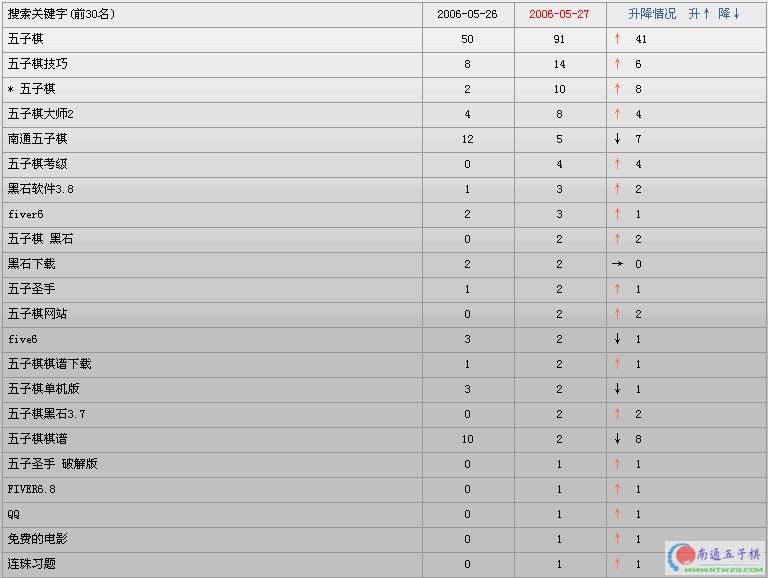 搜索关键字(前30名) 2006-05-26 2006-05-27 升降情况 升↑ 降↓
五子棋 50 91 ↑ 41
五子棋技巧 8 14 ↑ 6
* 五子棋 2 10 ↑ 8
五子棋大师2 4 8 ↑ 4
南通五子棋 12 5 ↓ 7
五子棋考级 0 4 ↑ 4
黑石软件3.8 1 3 ↑ 2
fiver6 2 3 ↑ 1
五子棋 黑石 0 2 ↑ 2
黑石下载 2 2 → 0
五子圣手 1 2 ↑ 1
五子棋网站 0 2 ↑ 2
five6 3 2 ↓ 1
五子棋棋谱下载 1 2 ↑ 1
五子棋单机版 3 2 ↓ 1
五子棋黑石3.7 0 2 ↑ 2
五子棋棋谱 10 2 ↓ 8
五子圣手 破解版 0 1 ↑ 1
FIVER6.8 0 1 ↑ 1
QQ 0 1 ↑ 1
免费的电影 0 1 ↑ 1
连珠习题 0 1 ↑ 1
南通五子棋
WWW.NTWZQ.COM